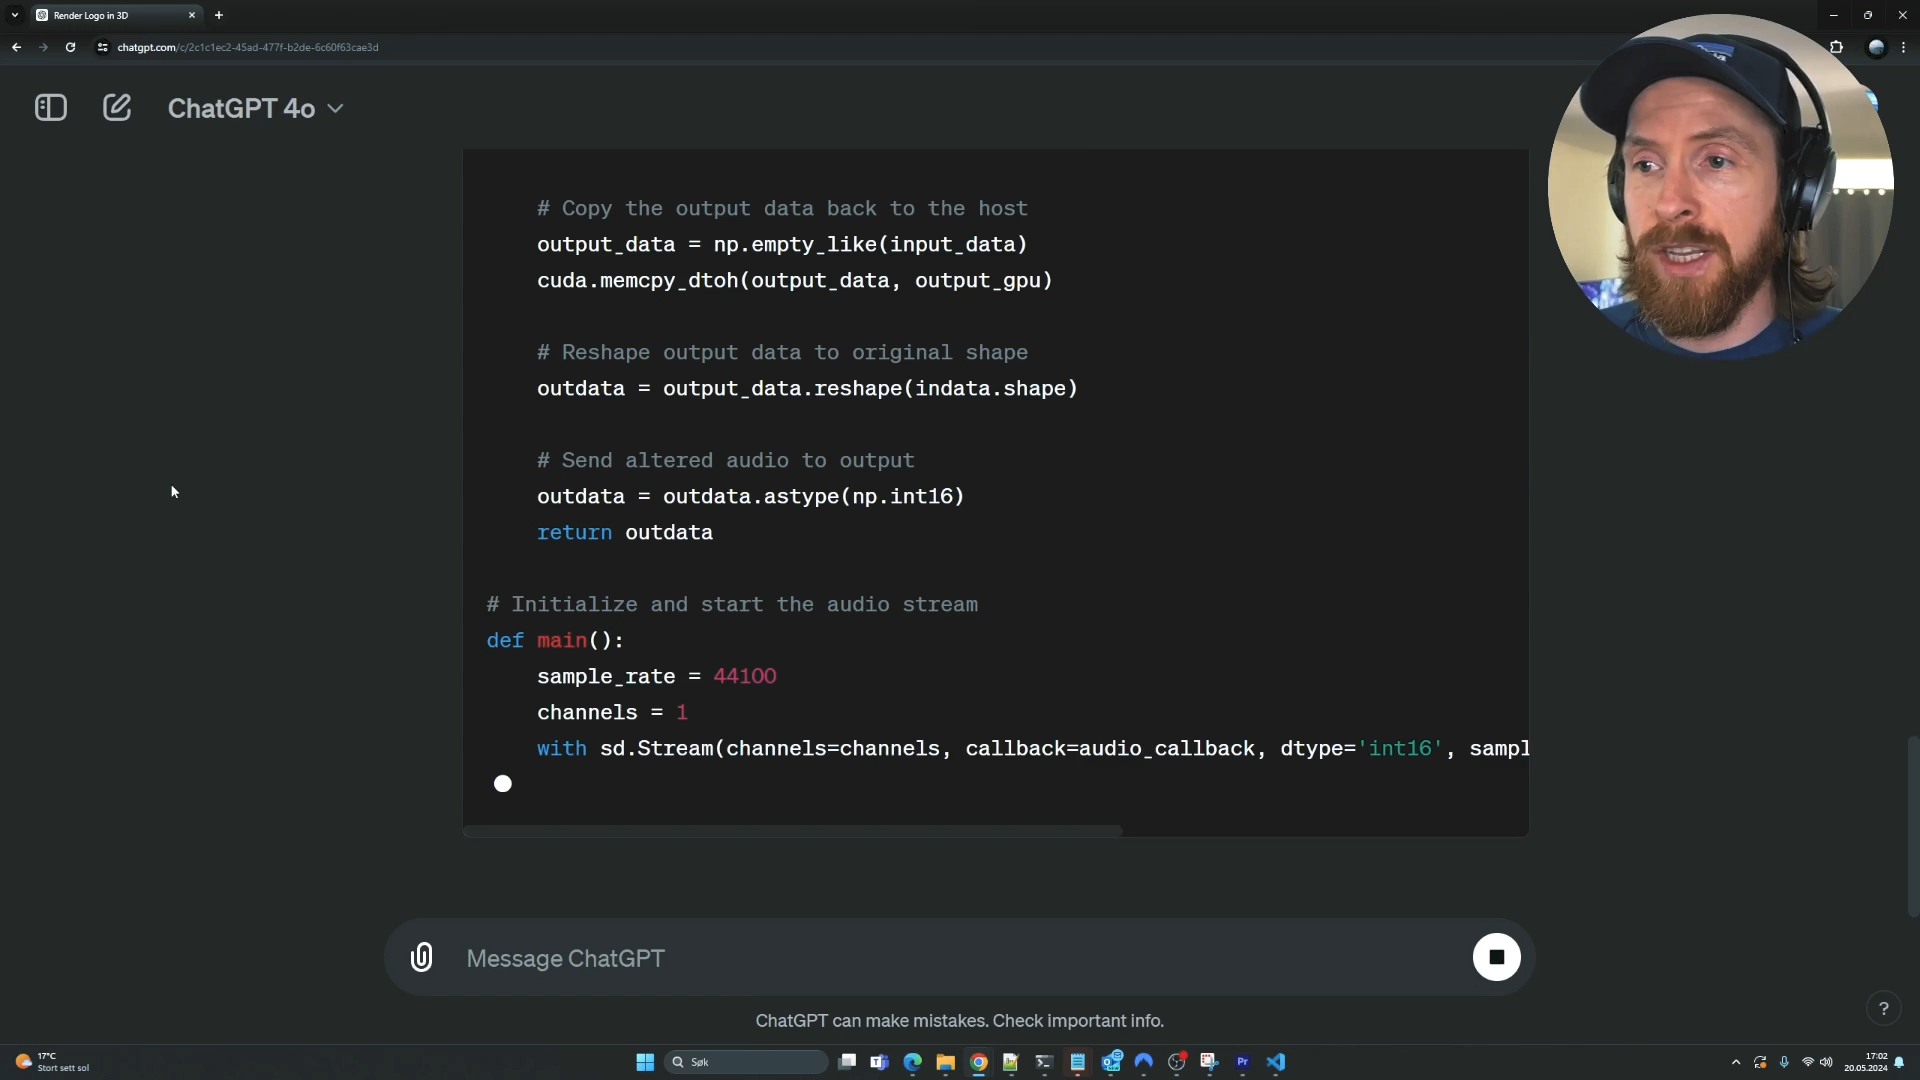 Render Logo in 3D
chatgpt.com/c/2c1c1ec2-45ad-477f-b2de-6c60f63cae3d
ChatGPT 4o
# Copy the output data back to the host
output_data = np.empty_like(input_data)
cuda.memcpy_dtoh(output_data, output_gpu)
# Reshape output data to original shape
outdata = output_data.reshape(indata.shape)
# Send altered audio to output
outdata = outdata.astype(np.int16)
return outdata
# Initialize and start the audio stream
def main():
sample_rate = 44100
channels = 1
with sd.Stream(channels=channels, callback=audio_callback, dtype='int16', sampl
Message ChatGPT
ChatGPT can make mistakes. Check important info.
?
17°C
Stort sett sol
Søk
Pr
17:02
20.05.2024